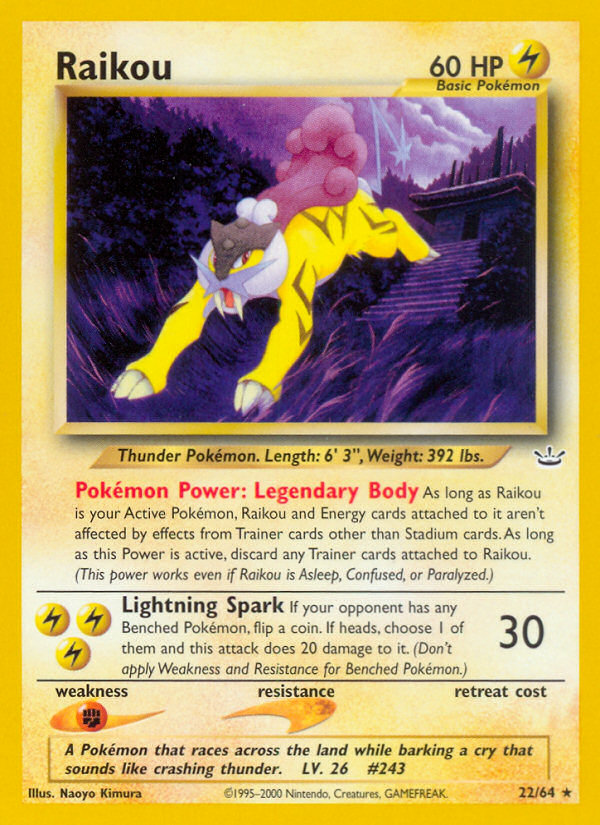 Raikou
60 HP
Basic Pokémon
Thunder Pokémon. Length: 6' 3", Weight: 392 lbs.
Pokémon Power: Legendary Body As long as Raikou
is your Active Pokémon, Raikou and Energy cards attached to it aren't
affected by effects from Trainer cards other than Stadium cards. As long
as this Power is active, discard any Trainer cards attached to Raikou.
(This power works even if Raikou is Asleep, Confused, or Paralyzed.)
Lightning Spark If your opponent has any
Benched Pokémon, flip a coin. If heads, choose 1 of
them and this attack does 20 damage to it. (Don't
apply Weakness and Resistance for Benched Pokémon.)
30
weakness
resistance
retreat cost
A Pokémon that races across the land while barking a cry that
sounds like crashing thunder. LV. 26 #243
Illus. Naoyo Kimura
©1995–2000 Nintendo, Creatures, GAMEFREAK.
22/64 ★